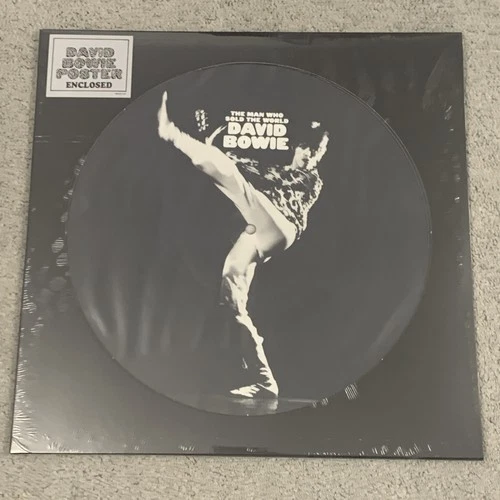 DAVID
BOWIE
POSTER
ENCLOSED
THE MAN WHO
SOLD THE WORLD
DAVID
BOWIE